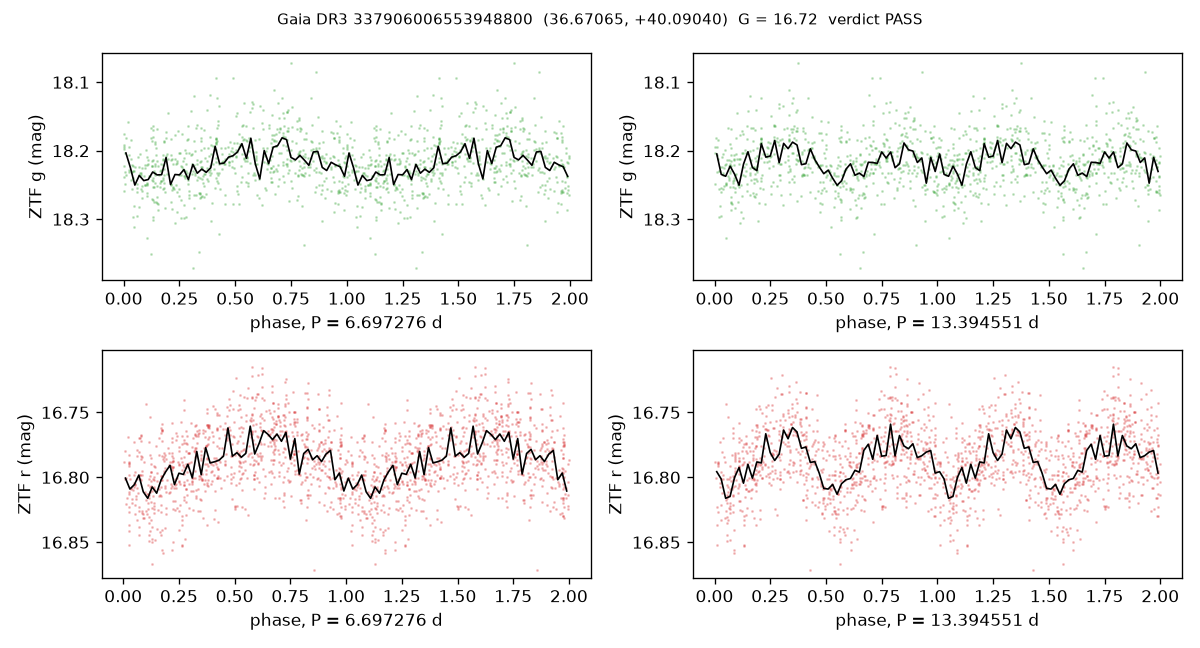 Gaia DR3 337906006553948800 (36.67065, +40.09040) G = 16.72 verdict PASS
ZTF g (mag)
18.1
18.2
18.3
0.00 0.25 0.50 0.75 1.00 1.25 1.50 1.75 2.00
phase, P = 6.697276 d
ZTF g (mag)
18.1
18.2
18.3
0.00 0.25 0.50 0.75 1.00 1.25 1.50 1.75 2.00
phase, P = 13.394551 d
ZTF r (mag)
16.75
16.80
16.85
0.00 0.25 0.50 0.75 1.00 1.25 1.50 1.75 2.00
phase, P = 6.697276 d
ZTF r (mag)
16.75
16.80
16.85
0.00 0.25 0.50 0.75 1.00 1.25 1.50 1.75 2.00
phase, P = 13.394551 d